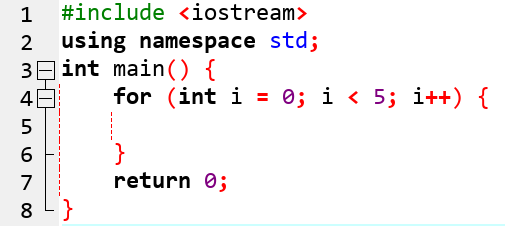 1 #include <iostream>
2 using namespace std;
3 int main() {
4     for (int i = 0; i < 5; i++) {
5
6     }
7     return 0;
8 }